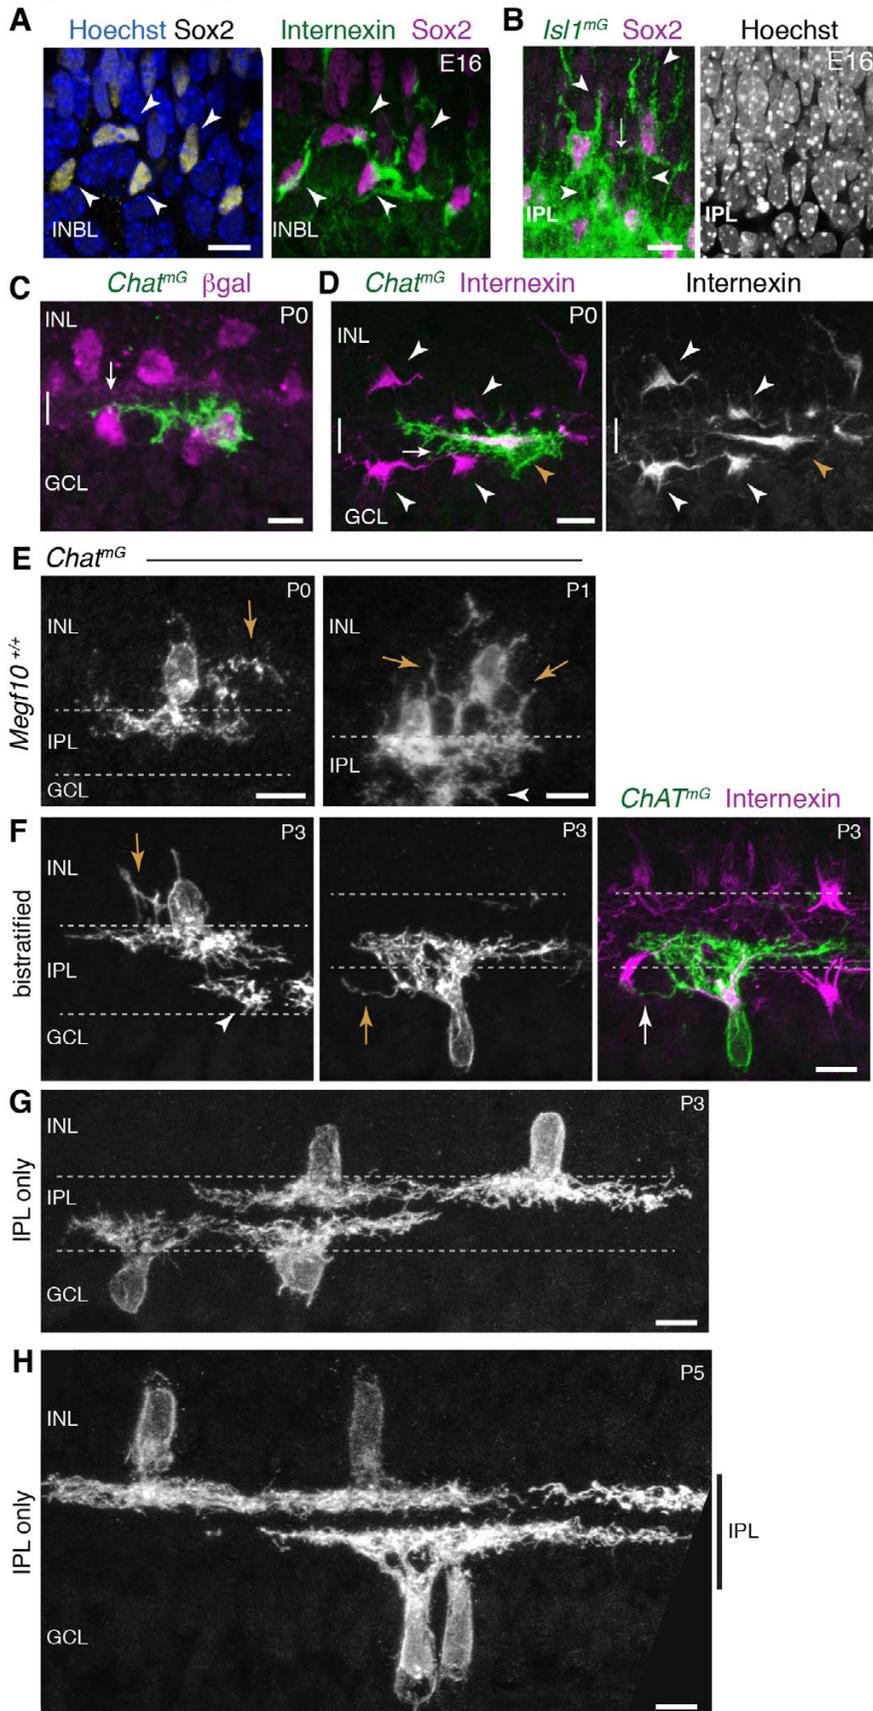 A
Hoechst Sox2
Internexin Sox2
E16
INBL
INBL
B
Isl1mG Sox2
Hoechst
E16
IPL
IPL
C
ChatmG βgal
P0
INL
GCL
D
ChatmG Internexin
Internexin
P0
INL
GCL
E
ChatmG
Megf10 +/+
P0
INL
IPL
GCL
P1
INL
IPL
ChATmG Internexin
F
bistratified
P3
INL
IPL
GCL
P3
P3
G
IPL only
P3
INL
IPL
GCL
H
IPL only
P5
INL
IPL
GCL